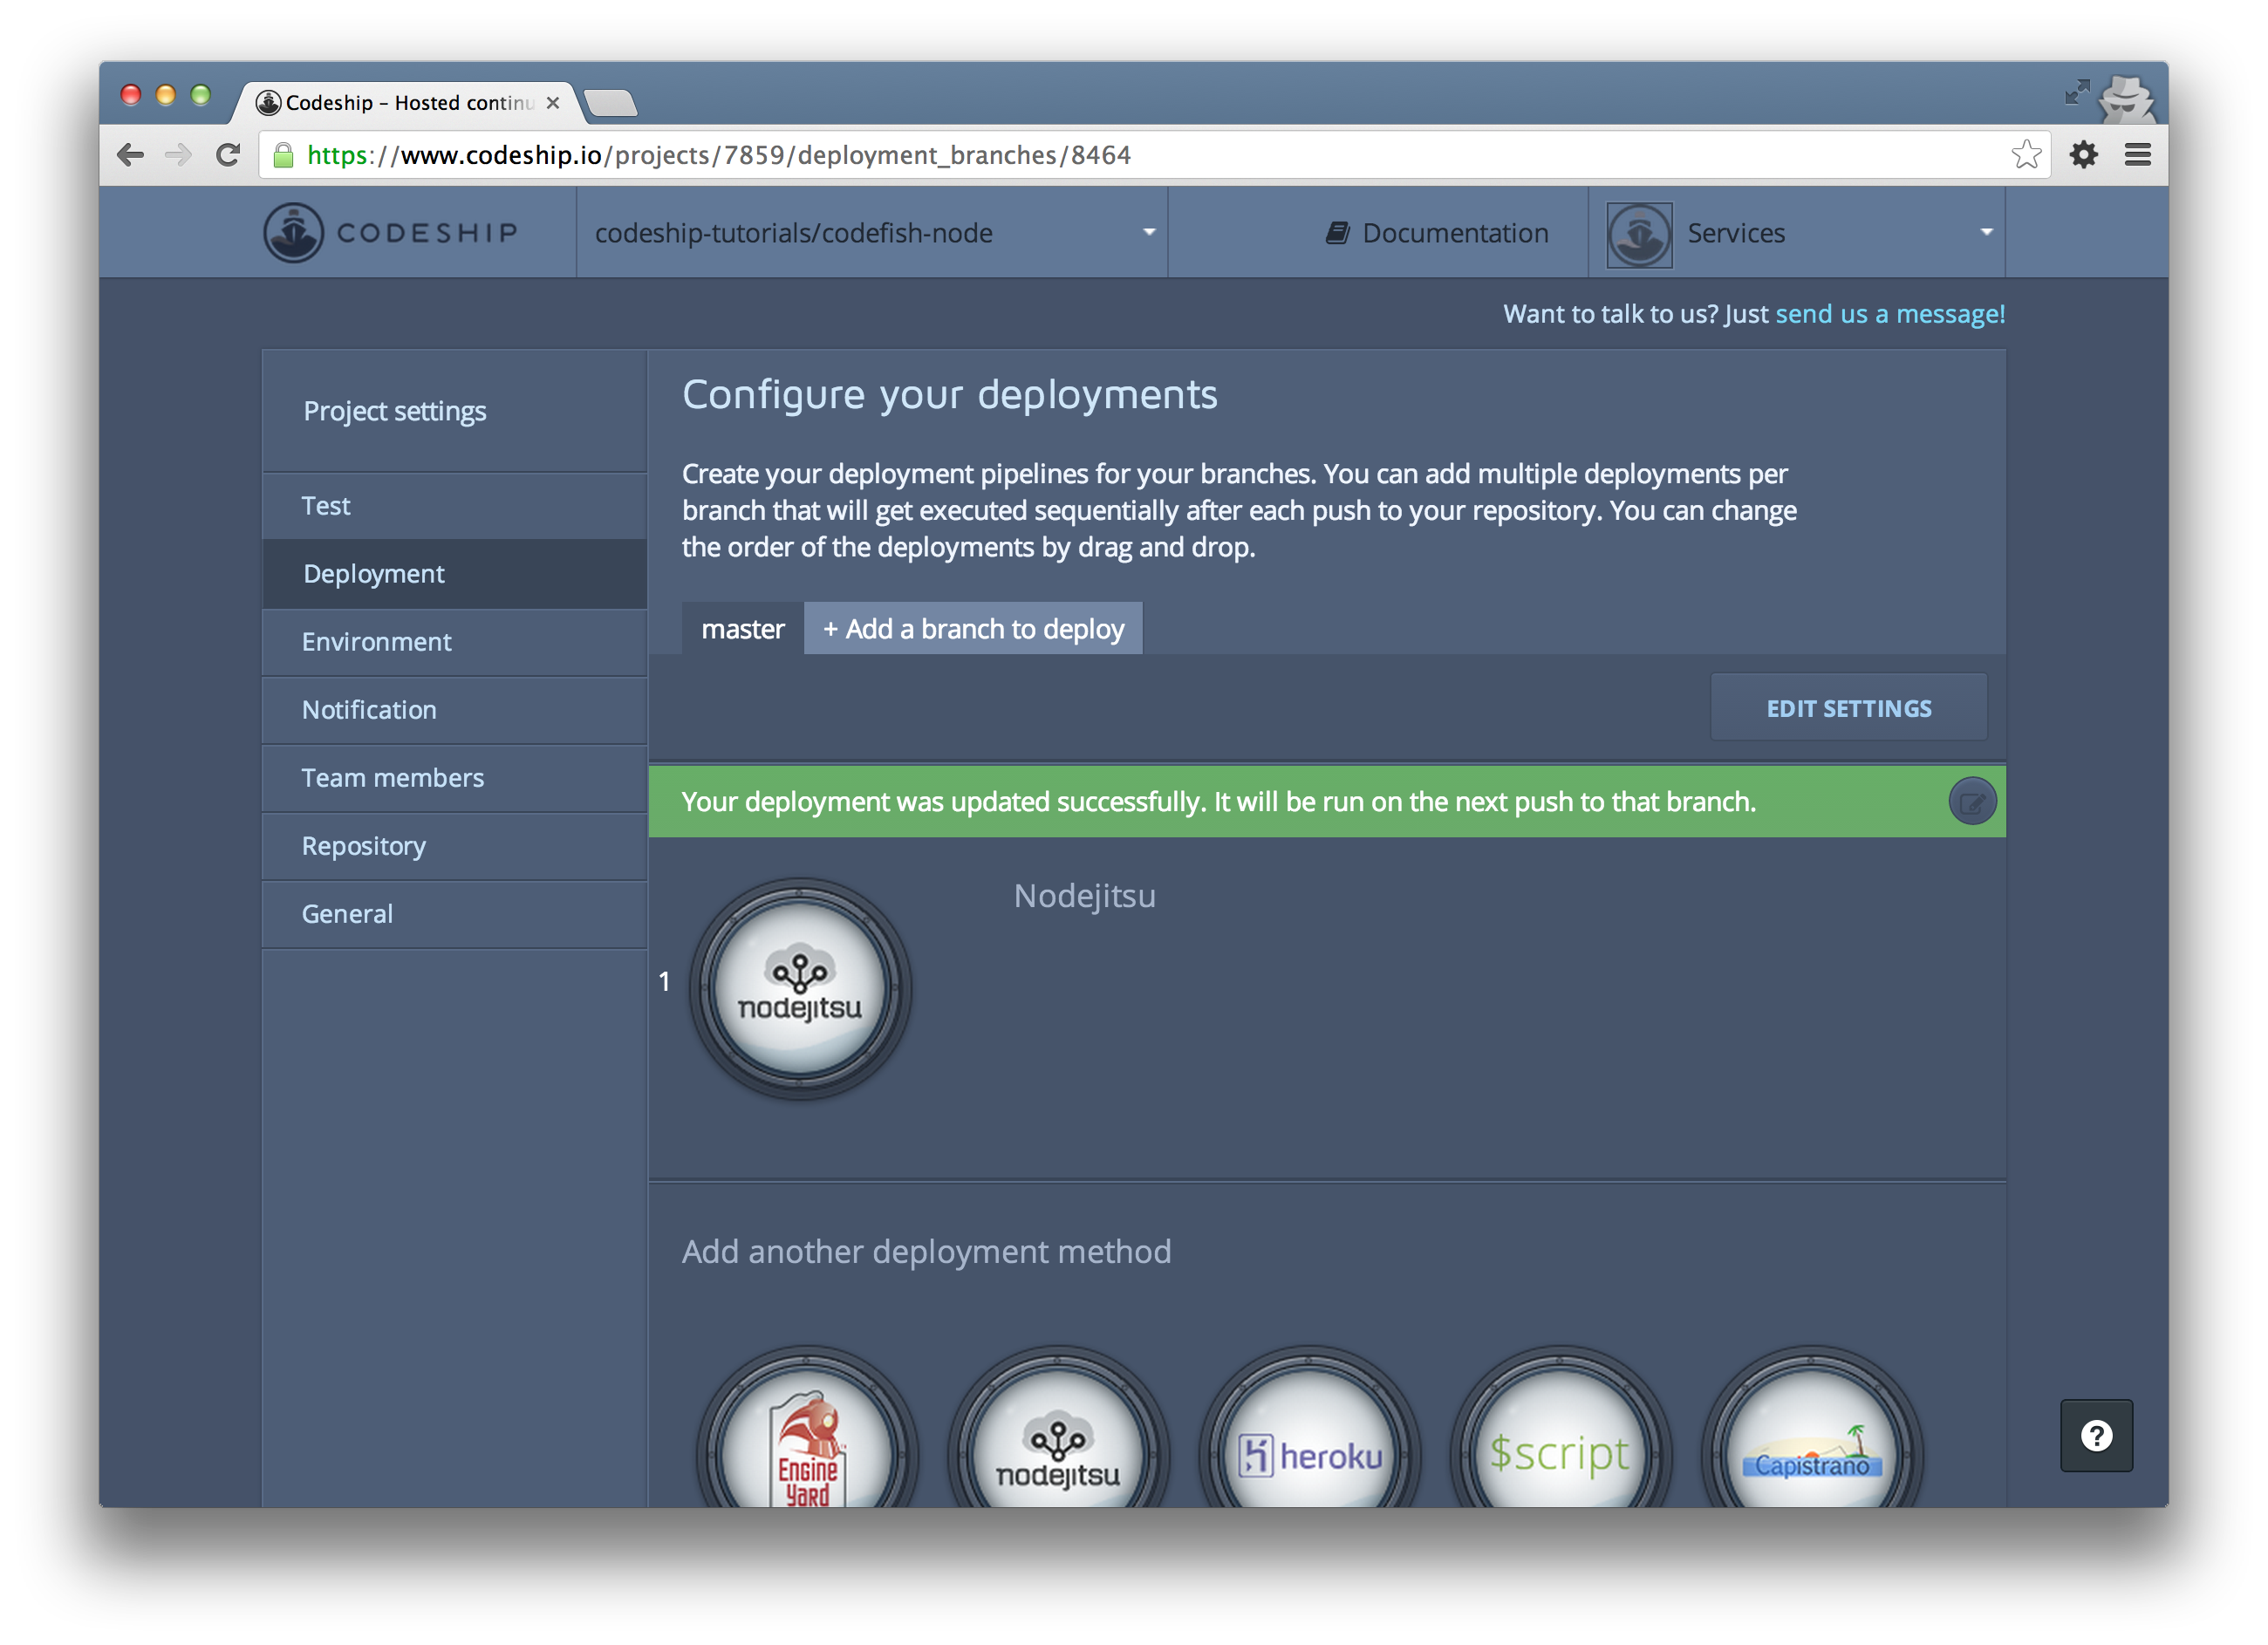 Codeship – Hosted continu
https://www.codeship.io/projects/7859/deployment_branches/8464
CODESHIP
codeship-tutorials/codefish-node
Documentation
Services
Want to talk to us? Just send us a message!
Project settings
Test
Deployment
Environment
Notification
Team members
Repository
General
Configure your deployments
Create your deployment pipelines for your branches. You can add multiple deployments per
branch that will get executed sequentially after each push to your repository. You can change
the order of the deployments by drag and drop.
master
+ Add a branch to deploy
EDIT SETTINGS
Your deployment was updated successfully. It will be run on the next push to that branch.
Nodejitsu
1
nodejitsu
Add another deployment method
Engine
Yard
nodejitsu
heroku
$script
Capistrano
?